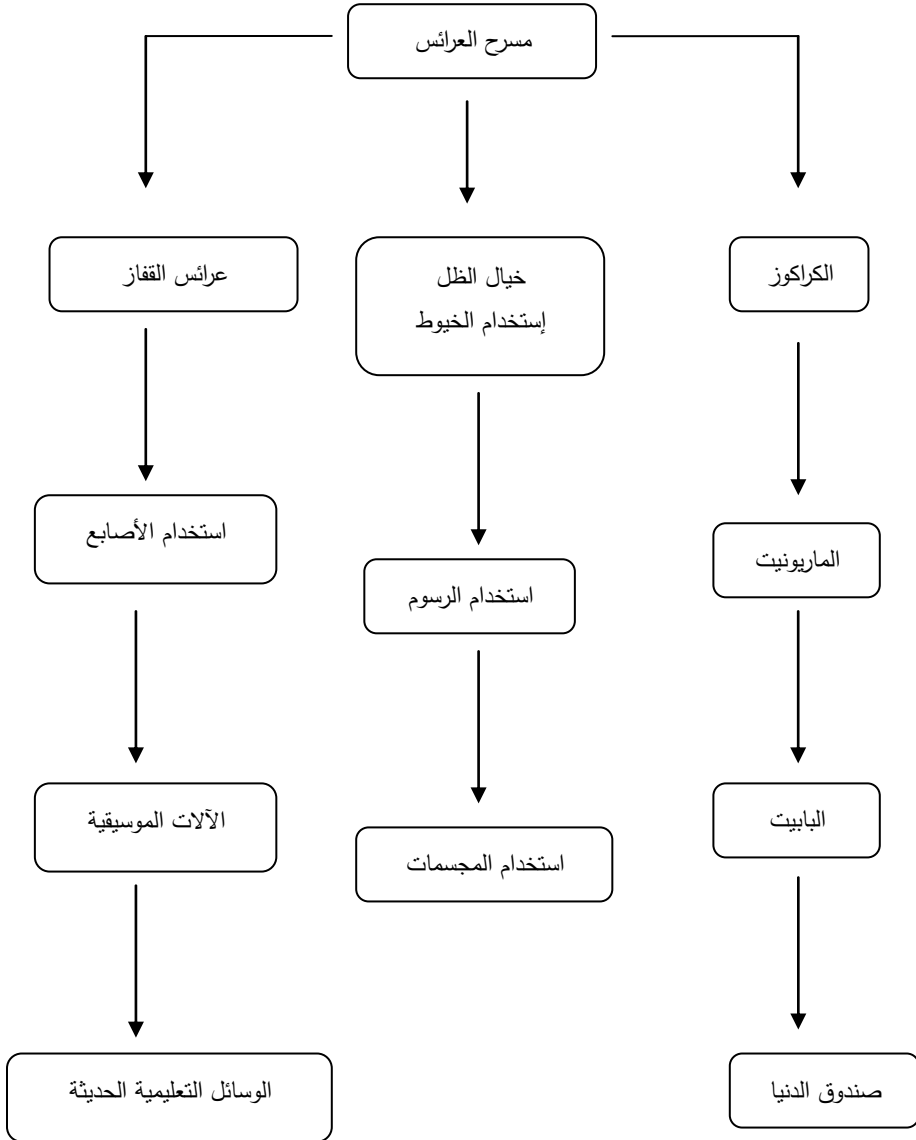 مسرح العرائس
الكراكوز
خيال الظل
إستخدام الخيوط
عرائس القفاز
استخدام الأصابع
الماريونيت
استخدام الرسوم
الآلات الموسيقية
البابيت
استخدام المجسمات
صندوق الدنيا
الوسائل التعليمية الحديثة